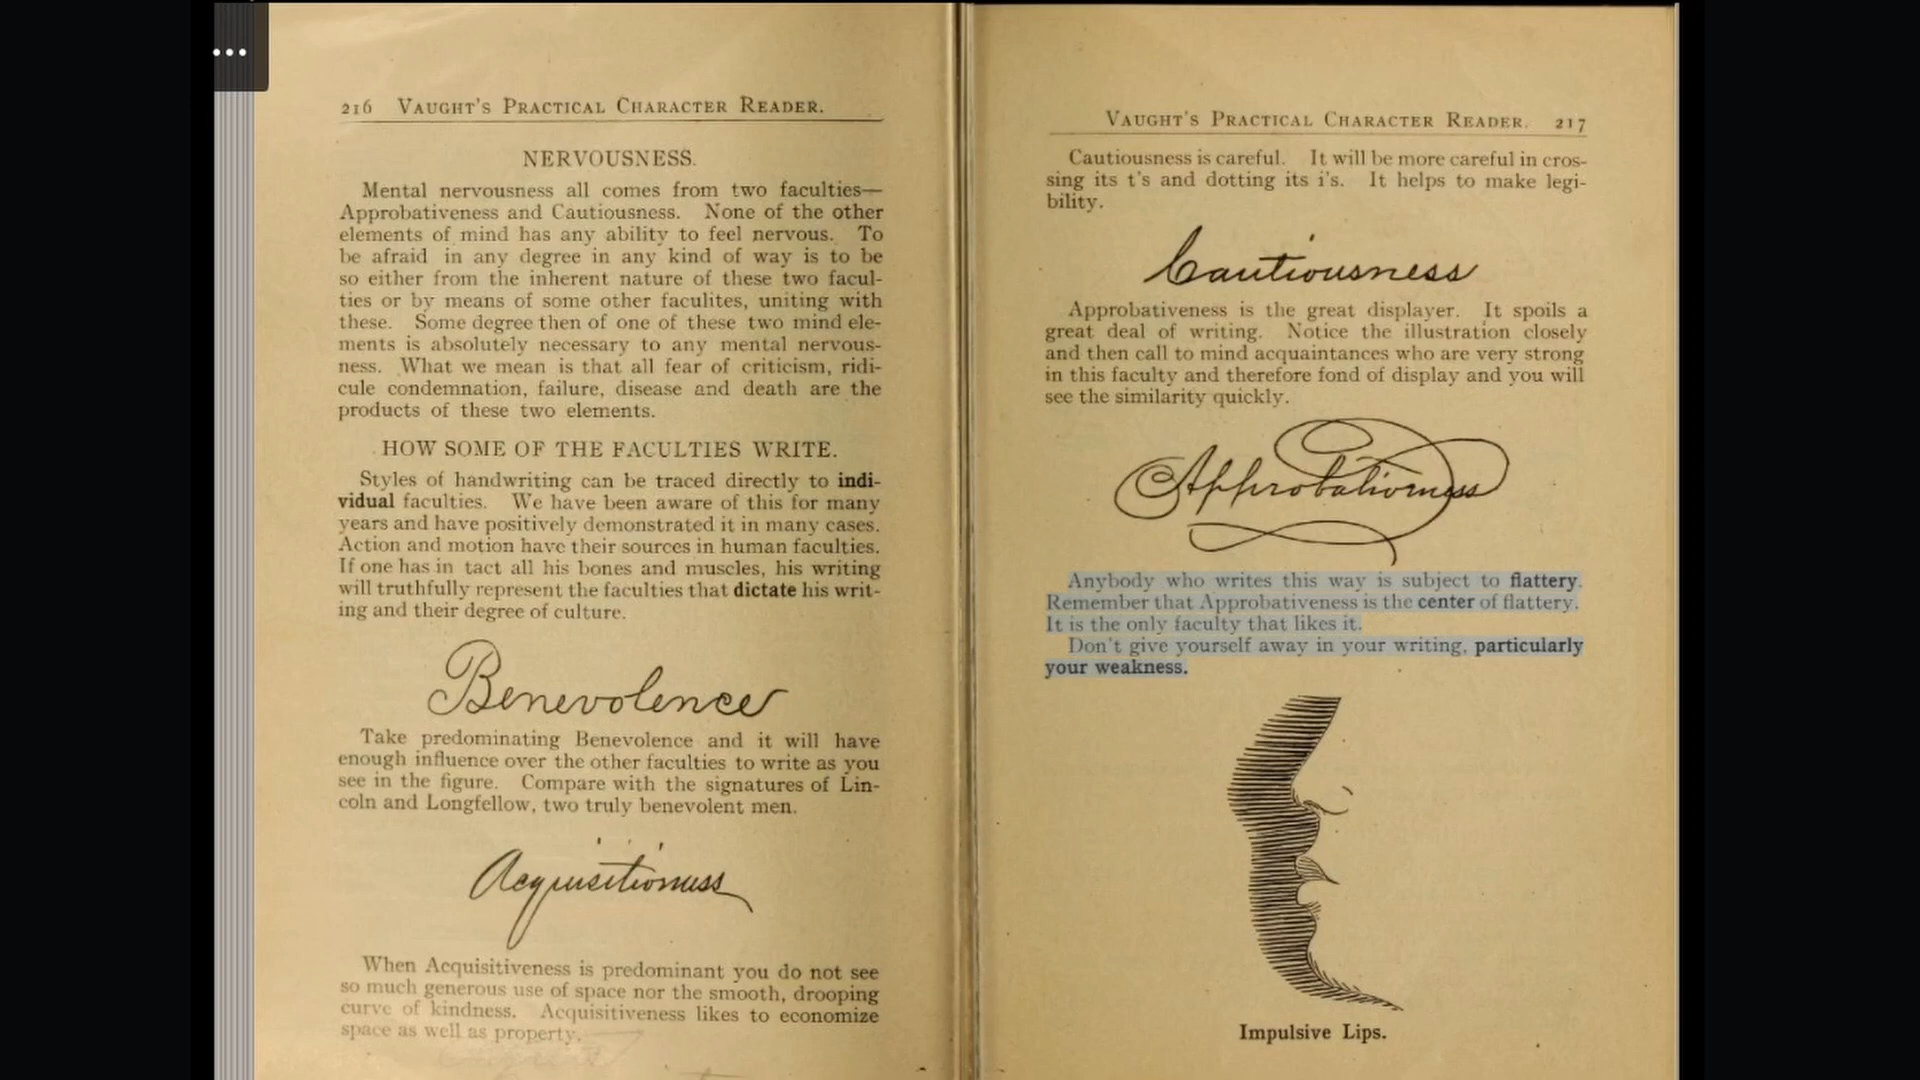 216 VAUGHT'S PRACTICAL CHARACTER READER.
NERVOUSNESS.
Mental nervousness all comes from two faculties—
Approbativeness and Cautiousness. None of the other
elements of mind has any ability to feel nervous. To
be afraid in any degree in any kind of way is to be
so either from the inherent nature of these two facul-
ties or by means of some other faculites, uniting with
these. Some degree then of one of these two mind ele-
ments is absolutely necessary to any mental nervous-
ness. What we mean is that all fear of criticism, ridi-
cule condemnation, failure, disease and death are the
products of these two elements.
HOW SOME OF THE FACULTIES WRITE.
Styles of handwriting can be traced directly to indi-
vidual faculties. We have been aware of this for many
years and have positively demonstrated it in many cases.
Action and motion have their sources in human faculties.
If one has in tact all his bones and muscles, his writing
will truthfully represent the faculties that dictate his writ-
ing and their degree of culture.
Benevolence
Take predominating Benevolence and it will have
enough influence over the other faculties to write as you
see in the figure. Compare with the signatures of Lin-
coln and Longfellow, two truly benevolent men.
Acquisitivness
When Acquisitiveness is predominant you do not see
so much generous use of space nor the smooth, drooping
curve of kindness. Acquisitiveness likes to economize
space as well as property.
VAUGHT'S PRACTICAL CHARACTER READER. 217
Cautiousness is careful. It will be more careful in cros-
sing its t's and dotting its i's. It helps to make legi-
bility.
Cautiousness
Approbativeness is the great displayer. It spoils a
great deal of writing. Notice the illustration closely
and then call to mind acquaintances who are very strong
in this faculty and therefore fond of display and you will
see the similarity quickly.
Approbativness
Anybody who writes this way is subject to flattery.
Remember that Approbativeness is the center of flattery.
It is the only faculty that likes it.
Don't give yourself away in your writing, particularly
your weakness.
Impulsive Lips.